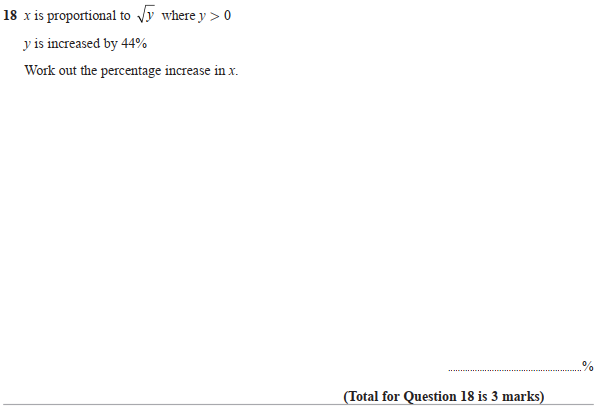 18 x is proportional to √y where y > 0
y is increased by 44%
Work out the percentage increase in x.
......................................................%
(Total for Question 18 is 3 marks)